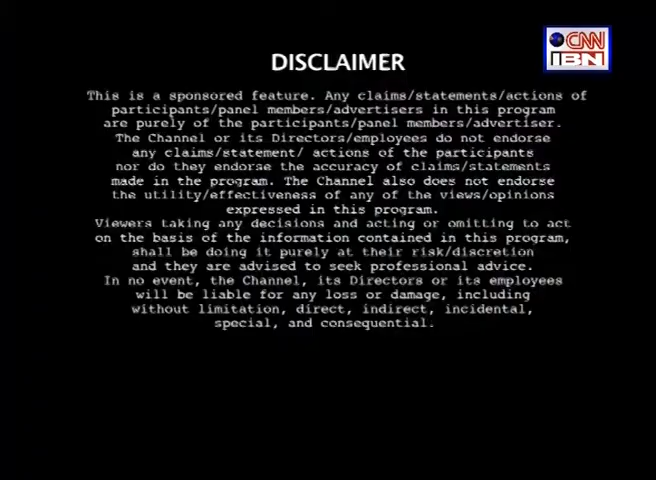 CNN
IBN
DISCLAIMER
This is a sponsored feature. Any claims/statements/actions of
participants/panel members/advertisers in this program
are purely of the participants/panel members/advertiser.
The Channel or its Directors/employees do not endorse
any claims/statement/ actions of the participants
nor do they endorse the accuracy of claims/statements
made in the program. The Channel also does not endorse
the utility/effectiveness of any of the views/opinions
expressed in this program.
Viewers taking any decisions and acting or omitting to act
on the basis of the information contained in this program,
shall be doing it purely at their risk/discretion
and they are advised to seek professional advice.
In no event, the Channel, its Directors or its employees
will be liable for any loss or damage, including
without limitation, direct, indirect, incidental,
special, and consequential.